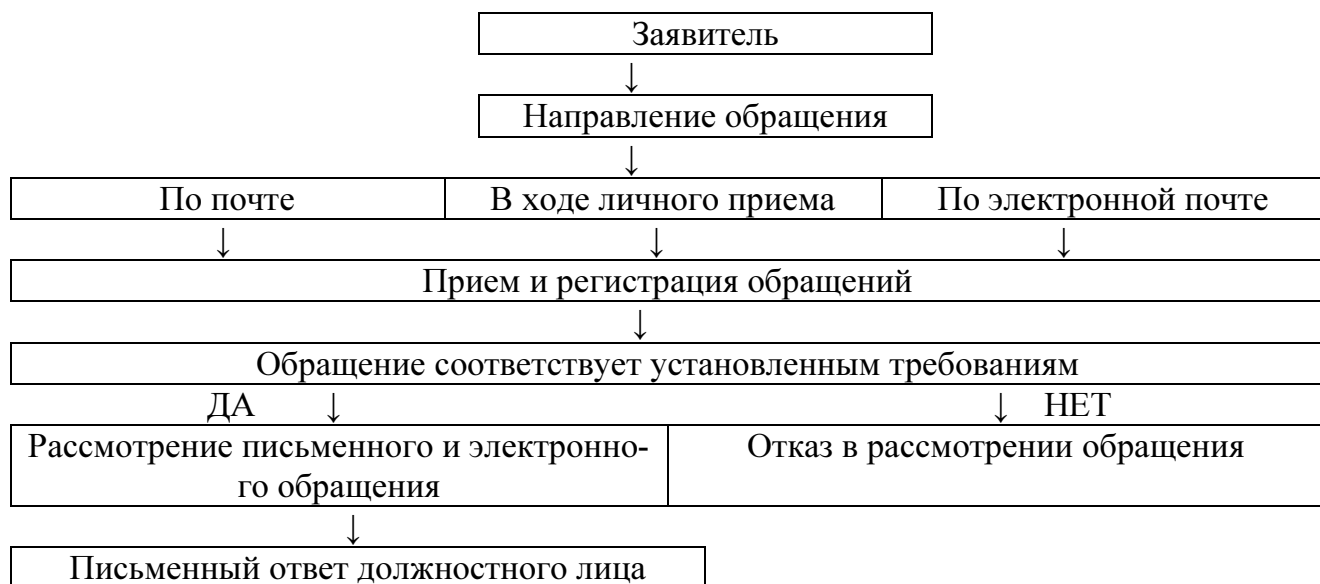 Заявитель
↓
Направление обращения
↓
По почте В ходе личного приема По электронной почте
↓ ↓ ↓
Прием и регистрация обращений
↓
Обращение соответствует установленным требованиям
ДА ↓ ↓ НЕТ
Рассмотрение письменного и электронно- Отказ в рассмотрении обращения
го обращения
↓
Письменный ответ должностного лица